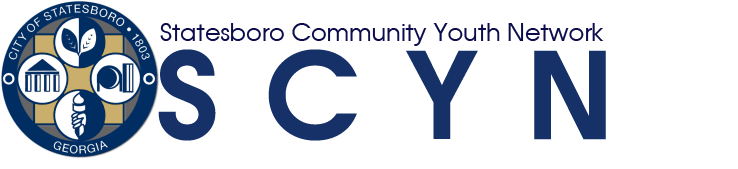 CITY OF STATESBORO • 1803
GEORGIA
Statesboro Community Youth Network
SCYN